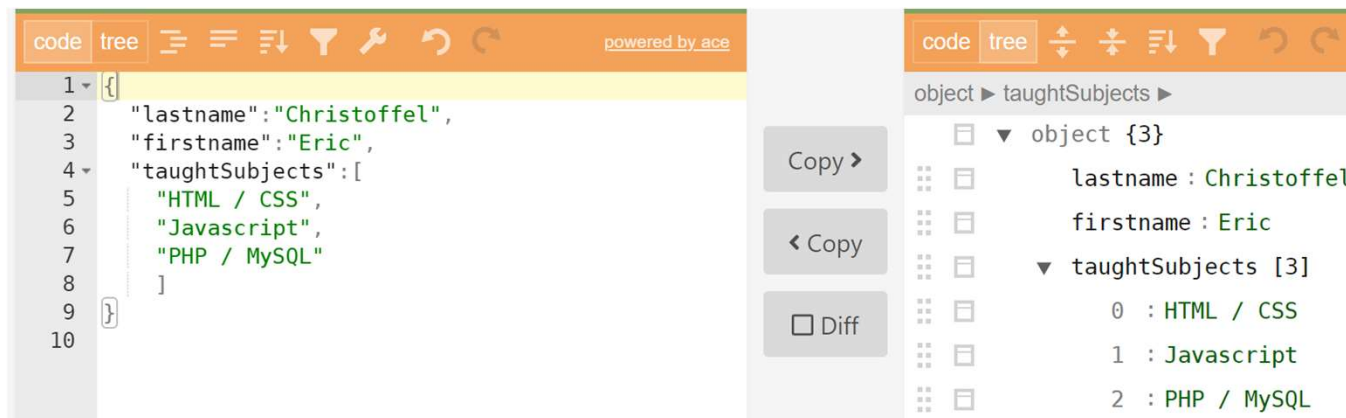 code tree powered by ace
1 {
2 "lastname":"Christoffel",
3 "firstname":"Eric",
4 "taughtSubjects":[
5 "HTML / CSS",
6 "Javascript",
7 "PHP / MySQL"
8 ]
9 }
10
Copy >
< Copy
Diff
code tree
object ► taughtSubjects ►
▼ object {3}
lastname : Christoffel
firstname : Eric
▼ taughtSubjects [3]
0 : HTML / CSS
1 : Javascript
2 : PHP / MySQL